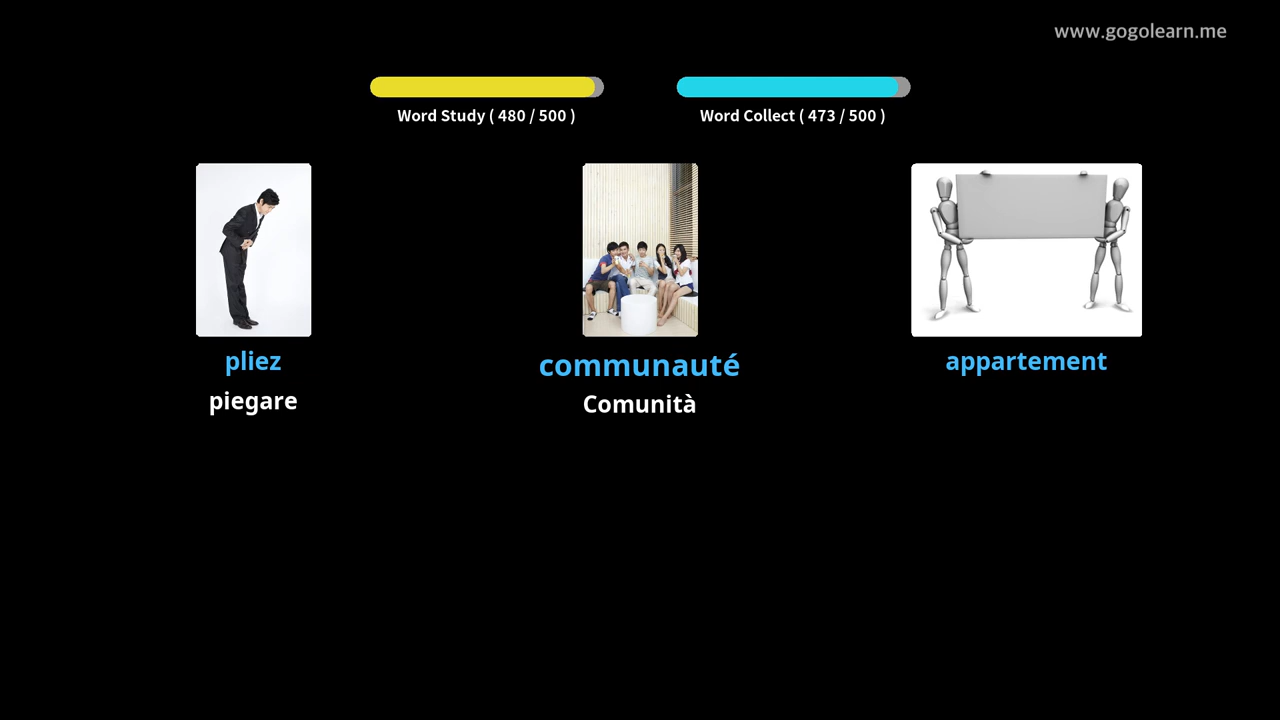 www.gogolearn.me
Word Study ( 480 / 500 )
Word Collect ( 473 / 500 )
pliez
piegare
communauté
Comunità
appartement